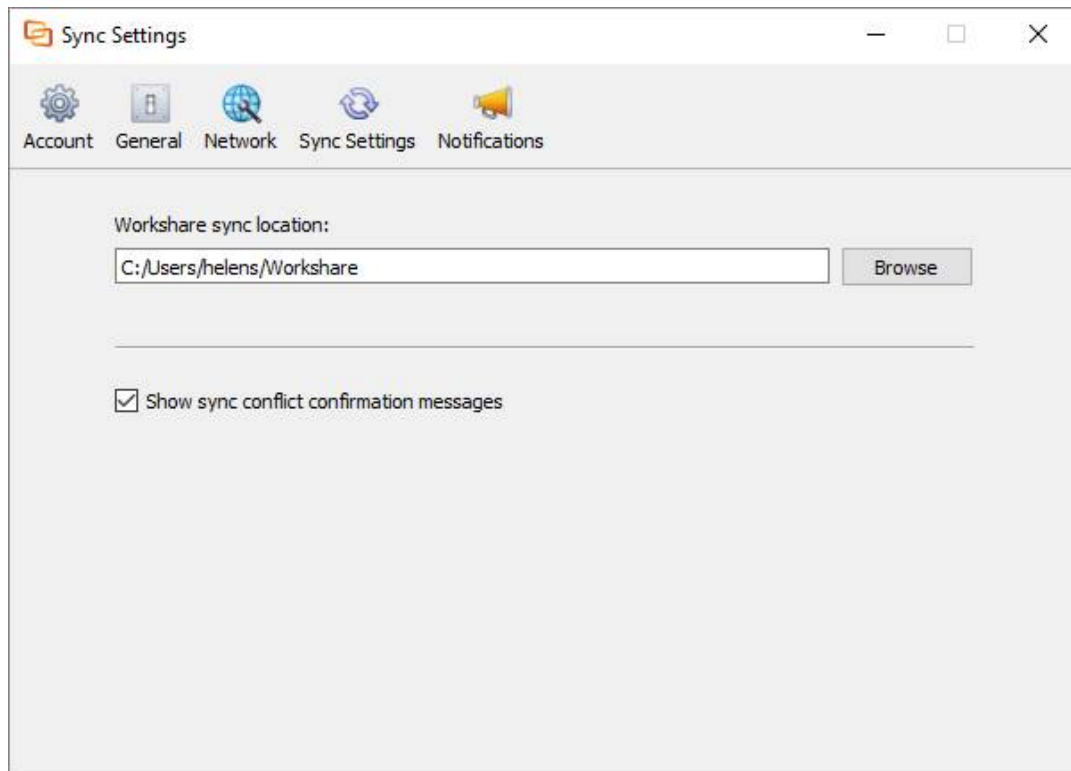 Sync Settings
Account General Network Sync Settings Notifications
Workshare sync location:
C:/Users/helens/Workshare Browse
Show sync conflict confirmation messages